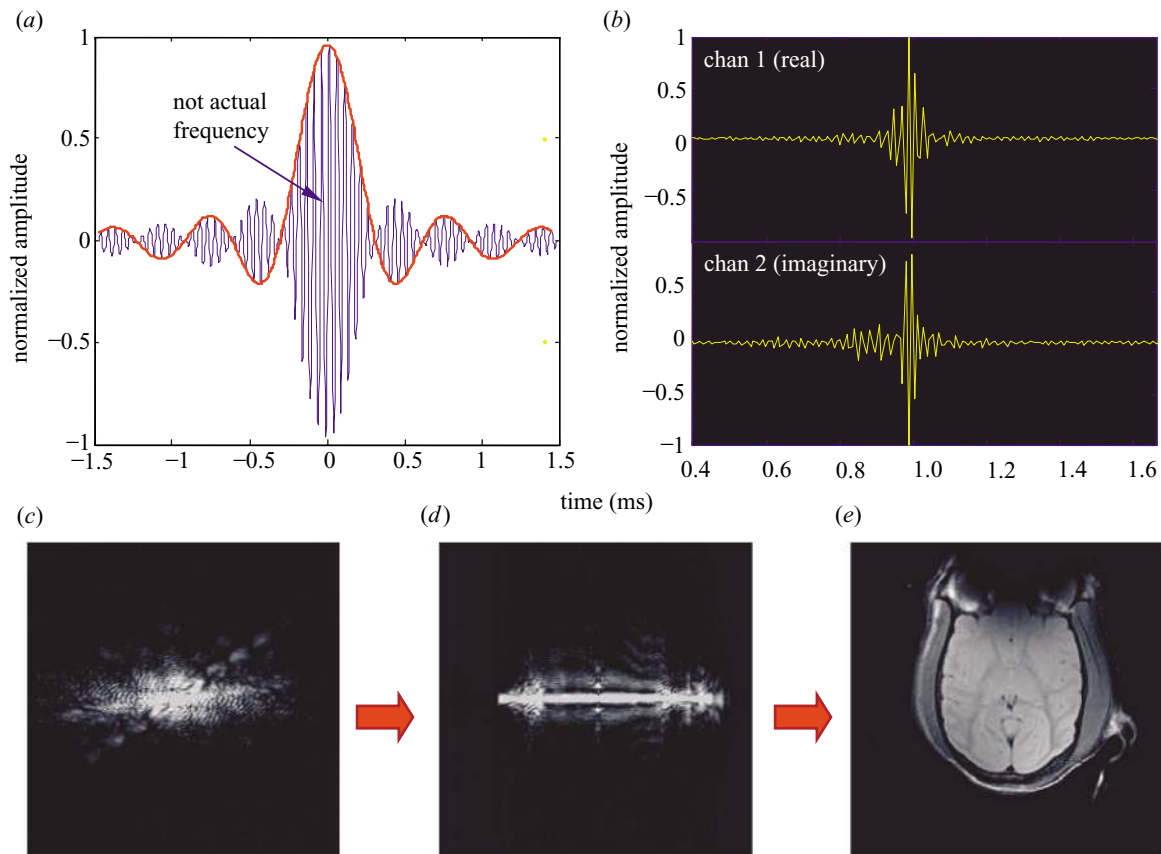 (a)
(b)
1
0.5
0
−0.5
−1
−1.5
−1
−0.5
0
0.5
1
1.5
normalized amplitude
not actual
frequency
chan 1 (real)
1
0.5
0
−0.5
chan 2 (imaginary)
0.5
0
−0.5
−1
0.4
0.6
0.8
1.0
1.2
1.4
1.6
normalized amplitude
time (ms)
(c)
(d)
(e)